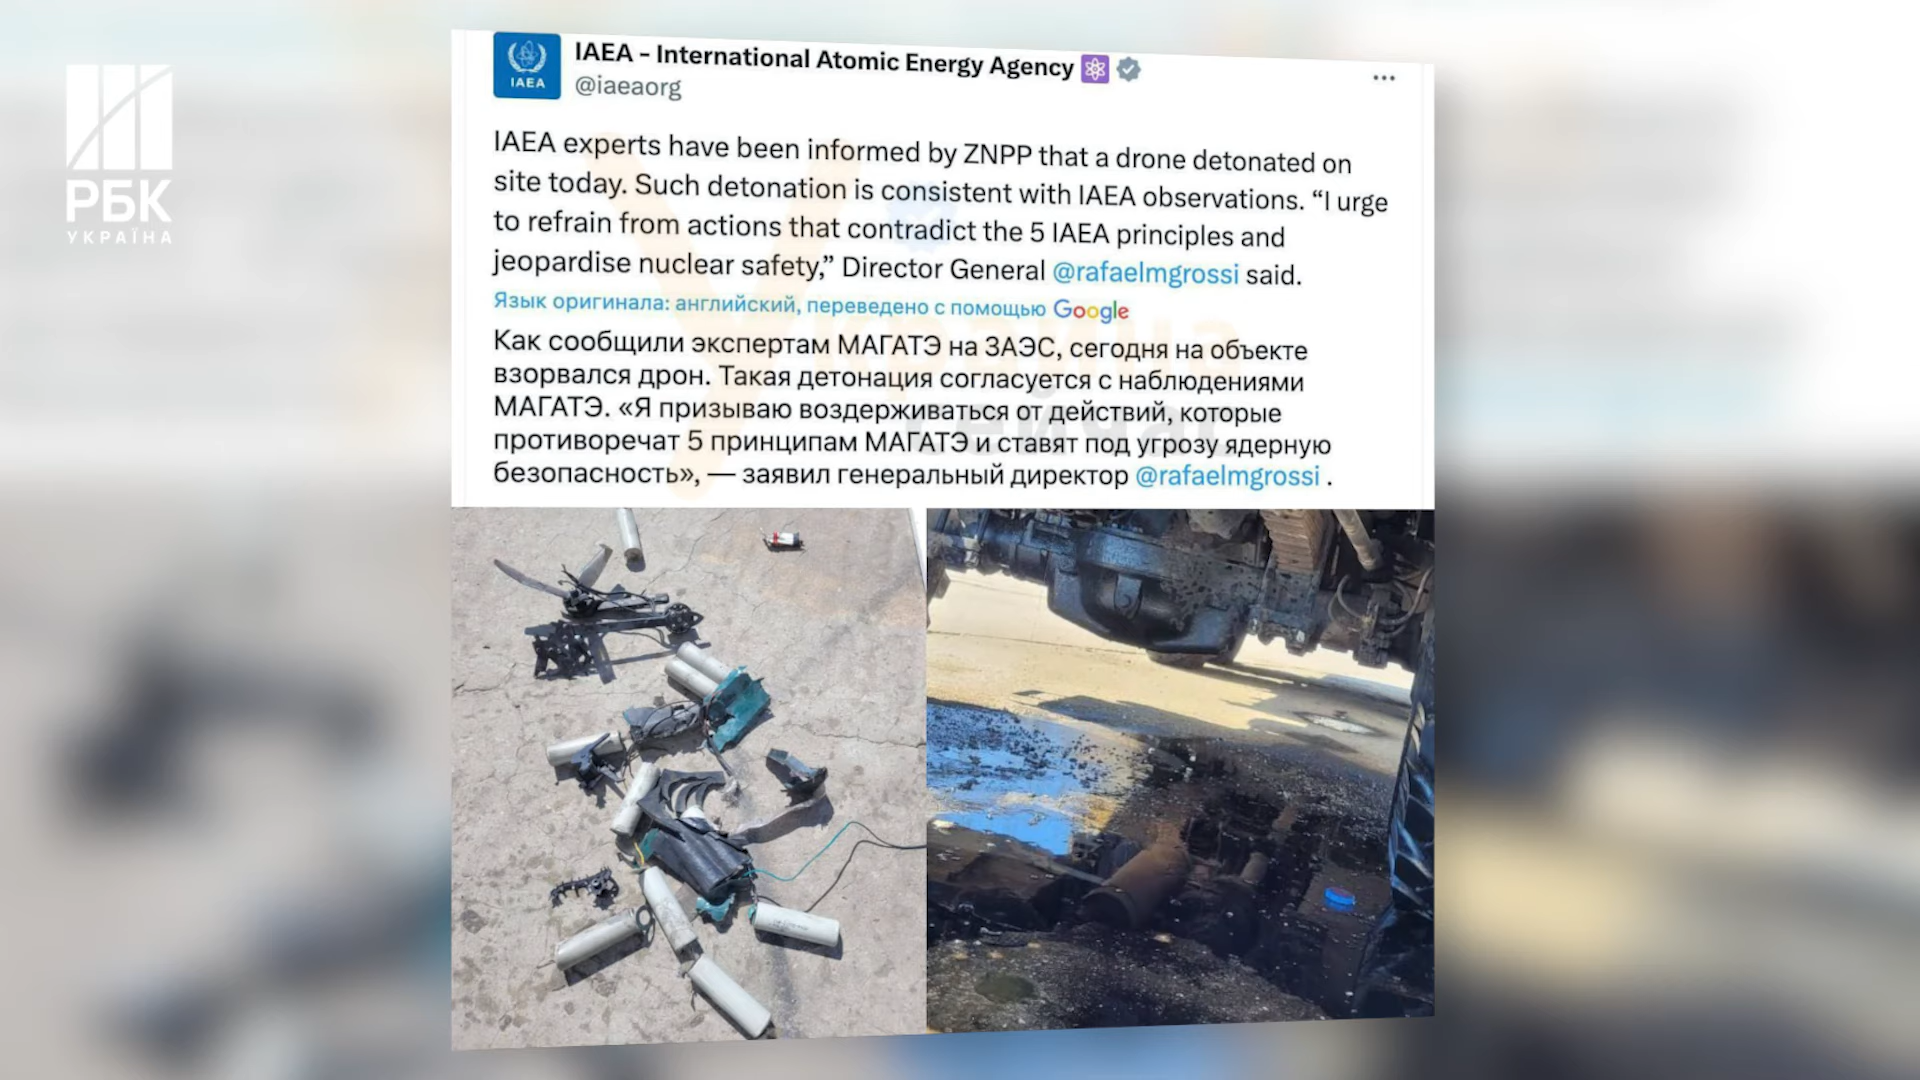 РБК
УКРАЇНА
IAEA
IAEA - International Atomic Energy Agency
@iaeaorg
IAEA experts have been informed by ZNPP that a drone detonated on
site today. Such detonation is consistent with IAEA observations. “I urge
to refrain from actions that contradict the 5 IAEA principles and
jeopardise nuclear safety,” Director General @rafaelmgrossi said.
Язык оригинала: английский, переведено с помощью Google
Как сообщили экспертам МАГАТЭ на ЗАЭС, сегодня на объекте
взорвался дрон. Такая детонация согласуется с наблюдениями
МАГАТЭ. «Я призываю воздерживаться от действий, которые
противоречат 5 принципам МАГАТЭ и ставят под угрозу ядерную
безопасность», — заявил генеральный директор @rafaelmgrossi .